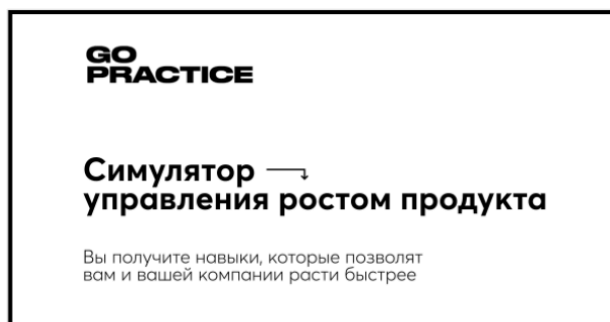 GO
PRACTICE
Симулятор
управления ростом продукта
Вы получите навыки, которые позволят
вам и вашей компании расти быстрее